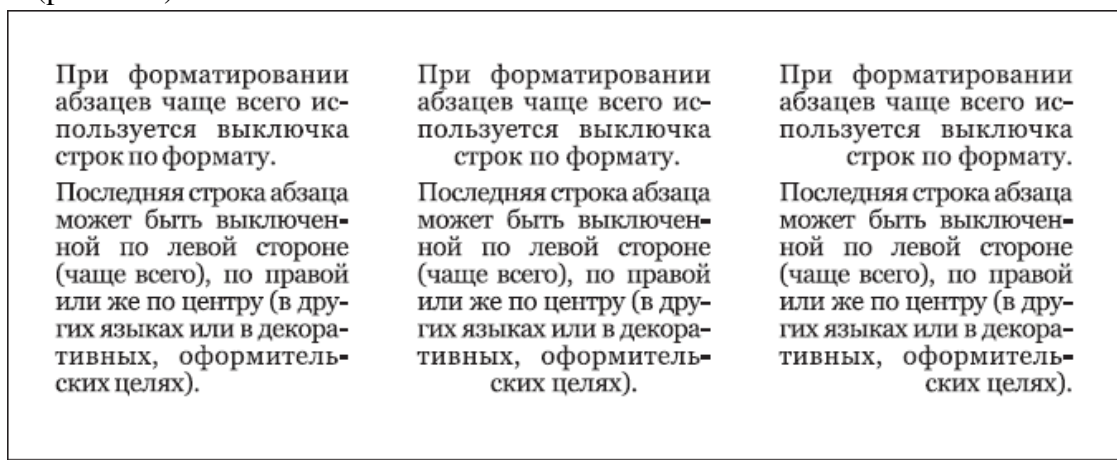 При форматировании
абзацев чаще всего ис-
пользуется выключка
строк по формату.
Последняя строка абзаца
может быть выключен-
ной по левой стороне
(чаще всего), по правой
или же по центру (в дру-
гих языках или в декора-
тивных, оформитель-
ских целях).
При форматировании
абзацев чаще всего ис-
пользуется выключка
строк по формату.
Последняя строка абзаца
может быть выключен-
ной по левой стороне
(чаще всего), по правой
или же по центру (в дру-
гих языках или в декора-
тивных, оформитель-
ских целях).
При форматировании
абзацев чаще всего ис-
пользуется выключка
строк по формату.
Последняя строка абзаца
может быть выключен-
ной по левой стороне
(чаще всего), по правой
или же по центру (в дру-
гих языках или в декора-
тивных, оформитель-
ских целях).